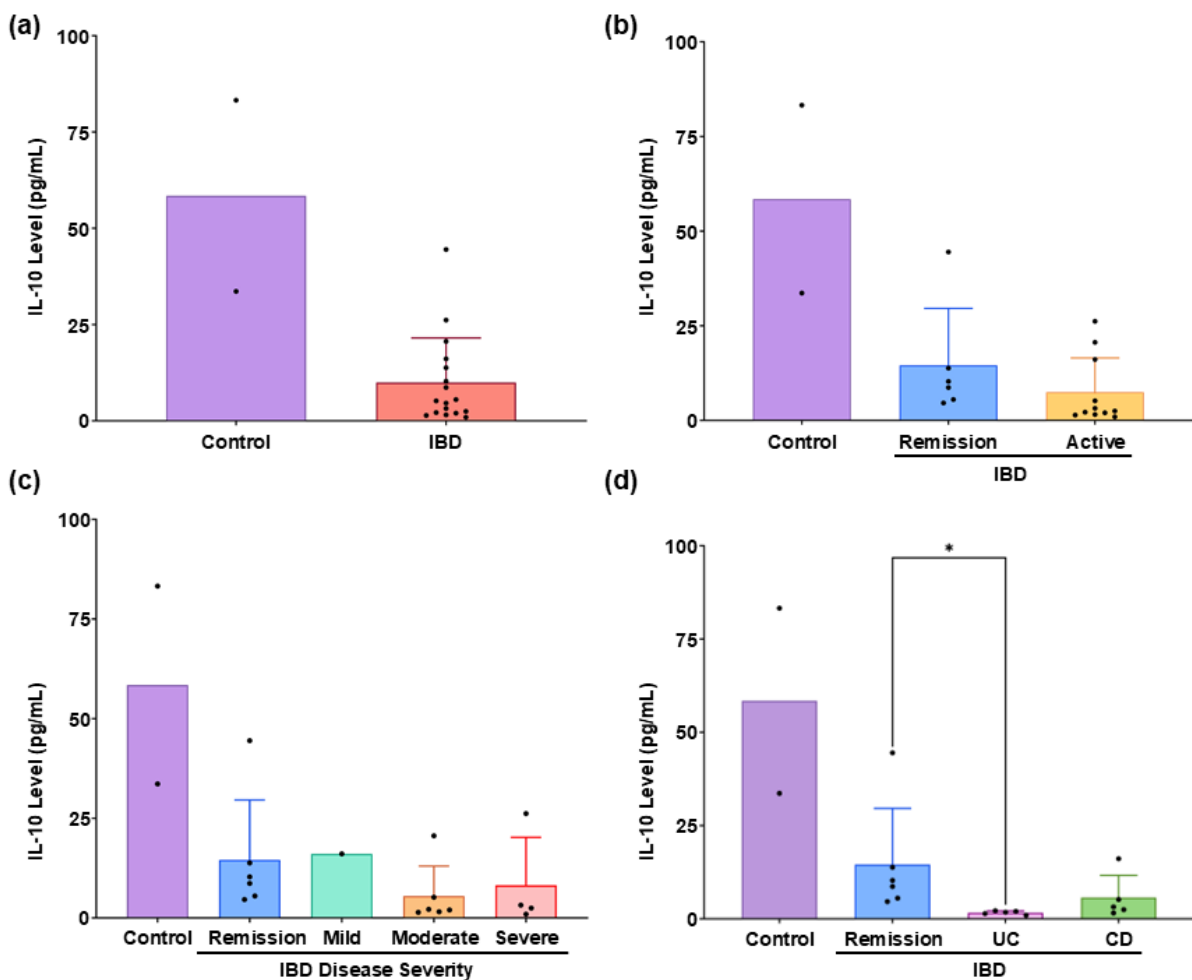 (a)
100
75
50
25
0
IL-10 Level (pg/mL)
Control IBD
(b)
100
75
50
25
0
IL-10 Level (pg/mL)
Control Remission Active
IBD
(c)
100
75
50
25
0
IL-10 Level (pg/mL)
Control Remission Mild Moderate Severe
IBD Disease Severity
(d)
100
75
50
25
0
IL-10 Level (pg/mL)
*
Control Remission UC CD
IBD